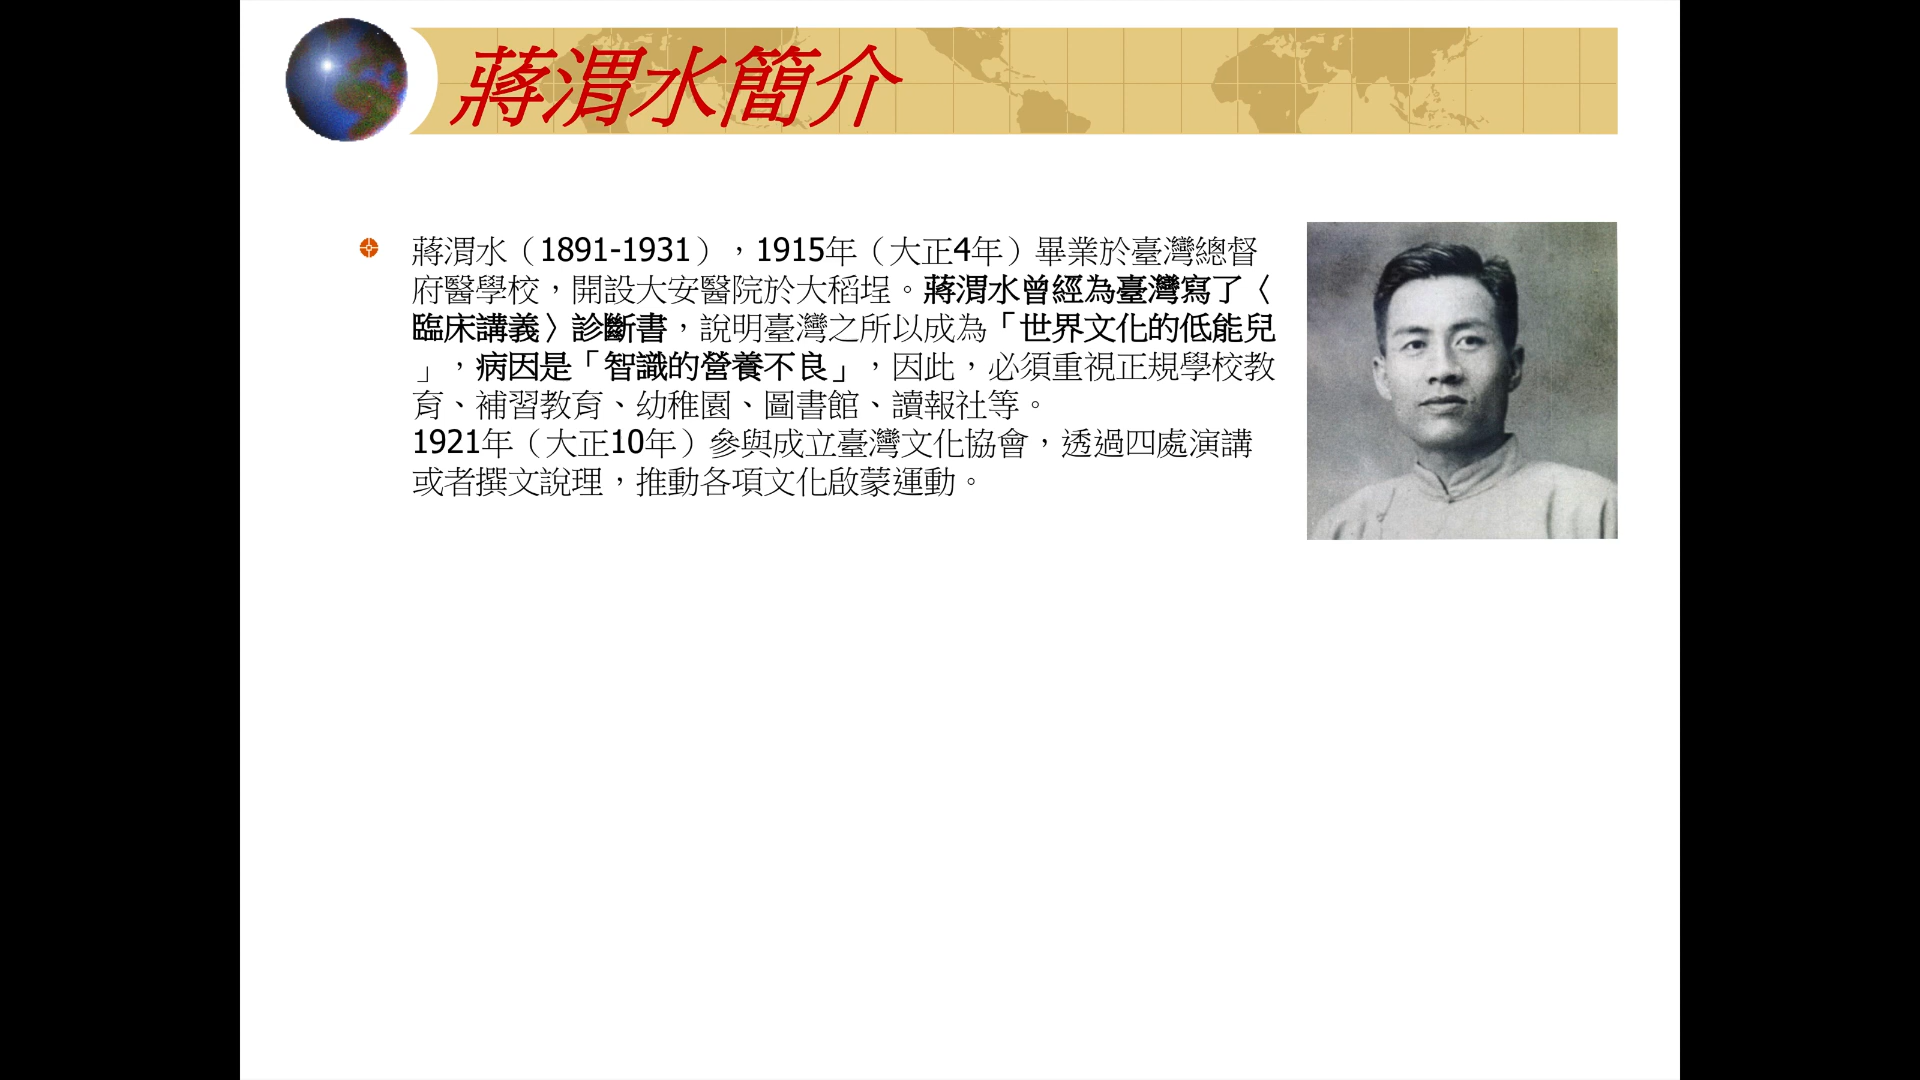 蔣渭水簡介
蔣渭水（1891-1931），1915年（大正4年）畢業於臺灣總督
府醫學校，開設大安醫院於大稻埕。蔣渭水曾經為臺灣寫了〈
臨床講義〉診斷書，說明臺灣之所以成為「世界文化的低能兒
」，病因是「智識的營養不良」，因此，必須重視正規學校教
育、補習教育、幼稚園、圖書館、讀報社等。
1921年（大正10年）參與成立臺灣文化協會，透過四處演講
或者撰文說理，推動各項文化啟蒙運動。